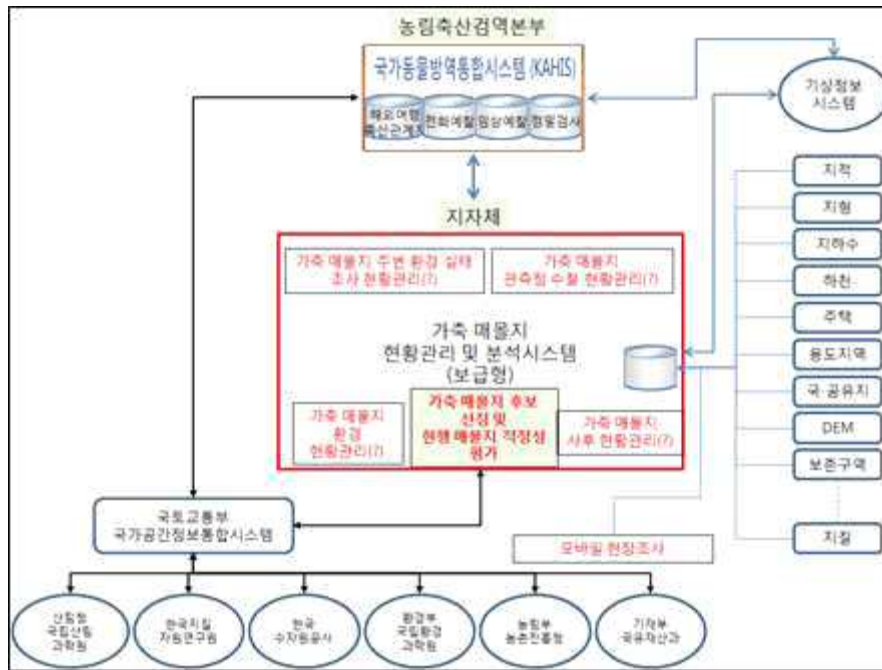 농림축산검역본부
국가동물방역통합시스템 (KAHIS)
해외여행
축산관계자
전화예찰
임상예찰
정밀검사
기상정보
시스템
지자체
가축 매몰지 주변 환경 실태
조사 현황관리(?)
가축 매몰지
관측정 수질 현황관리(?)
가축 매몰지
현황관리 및 분석시스템
(보급형)
가축 매몰지
환경
현황관리(?)
가축 매몰지 후보
선정 및
현행 매몰지 적정성
평가
가축 매몰지
사후 현황관리(?)
지적
지형
지하수
하천
주택
용도지역
국 공유지
DEM
보존구역
지질
국토교통부
국가공간정보통합시스템
모바일 현장조사
산림청
국립산림
과학원
한국지질
자원연구원
한국
수자원공사
환경부
국립환경
과학원
농림부
농촌진흥청
기재부
국유재산과